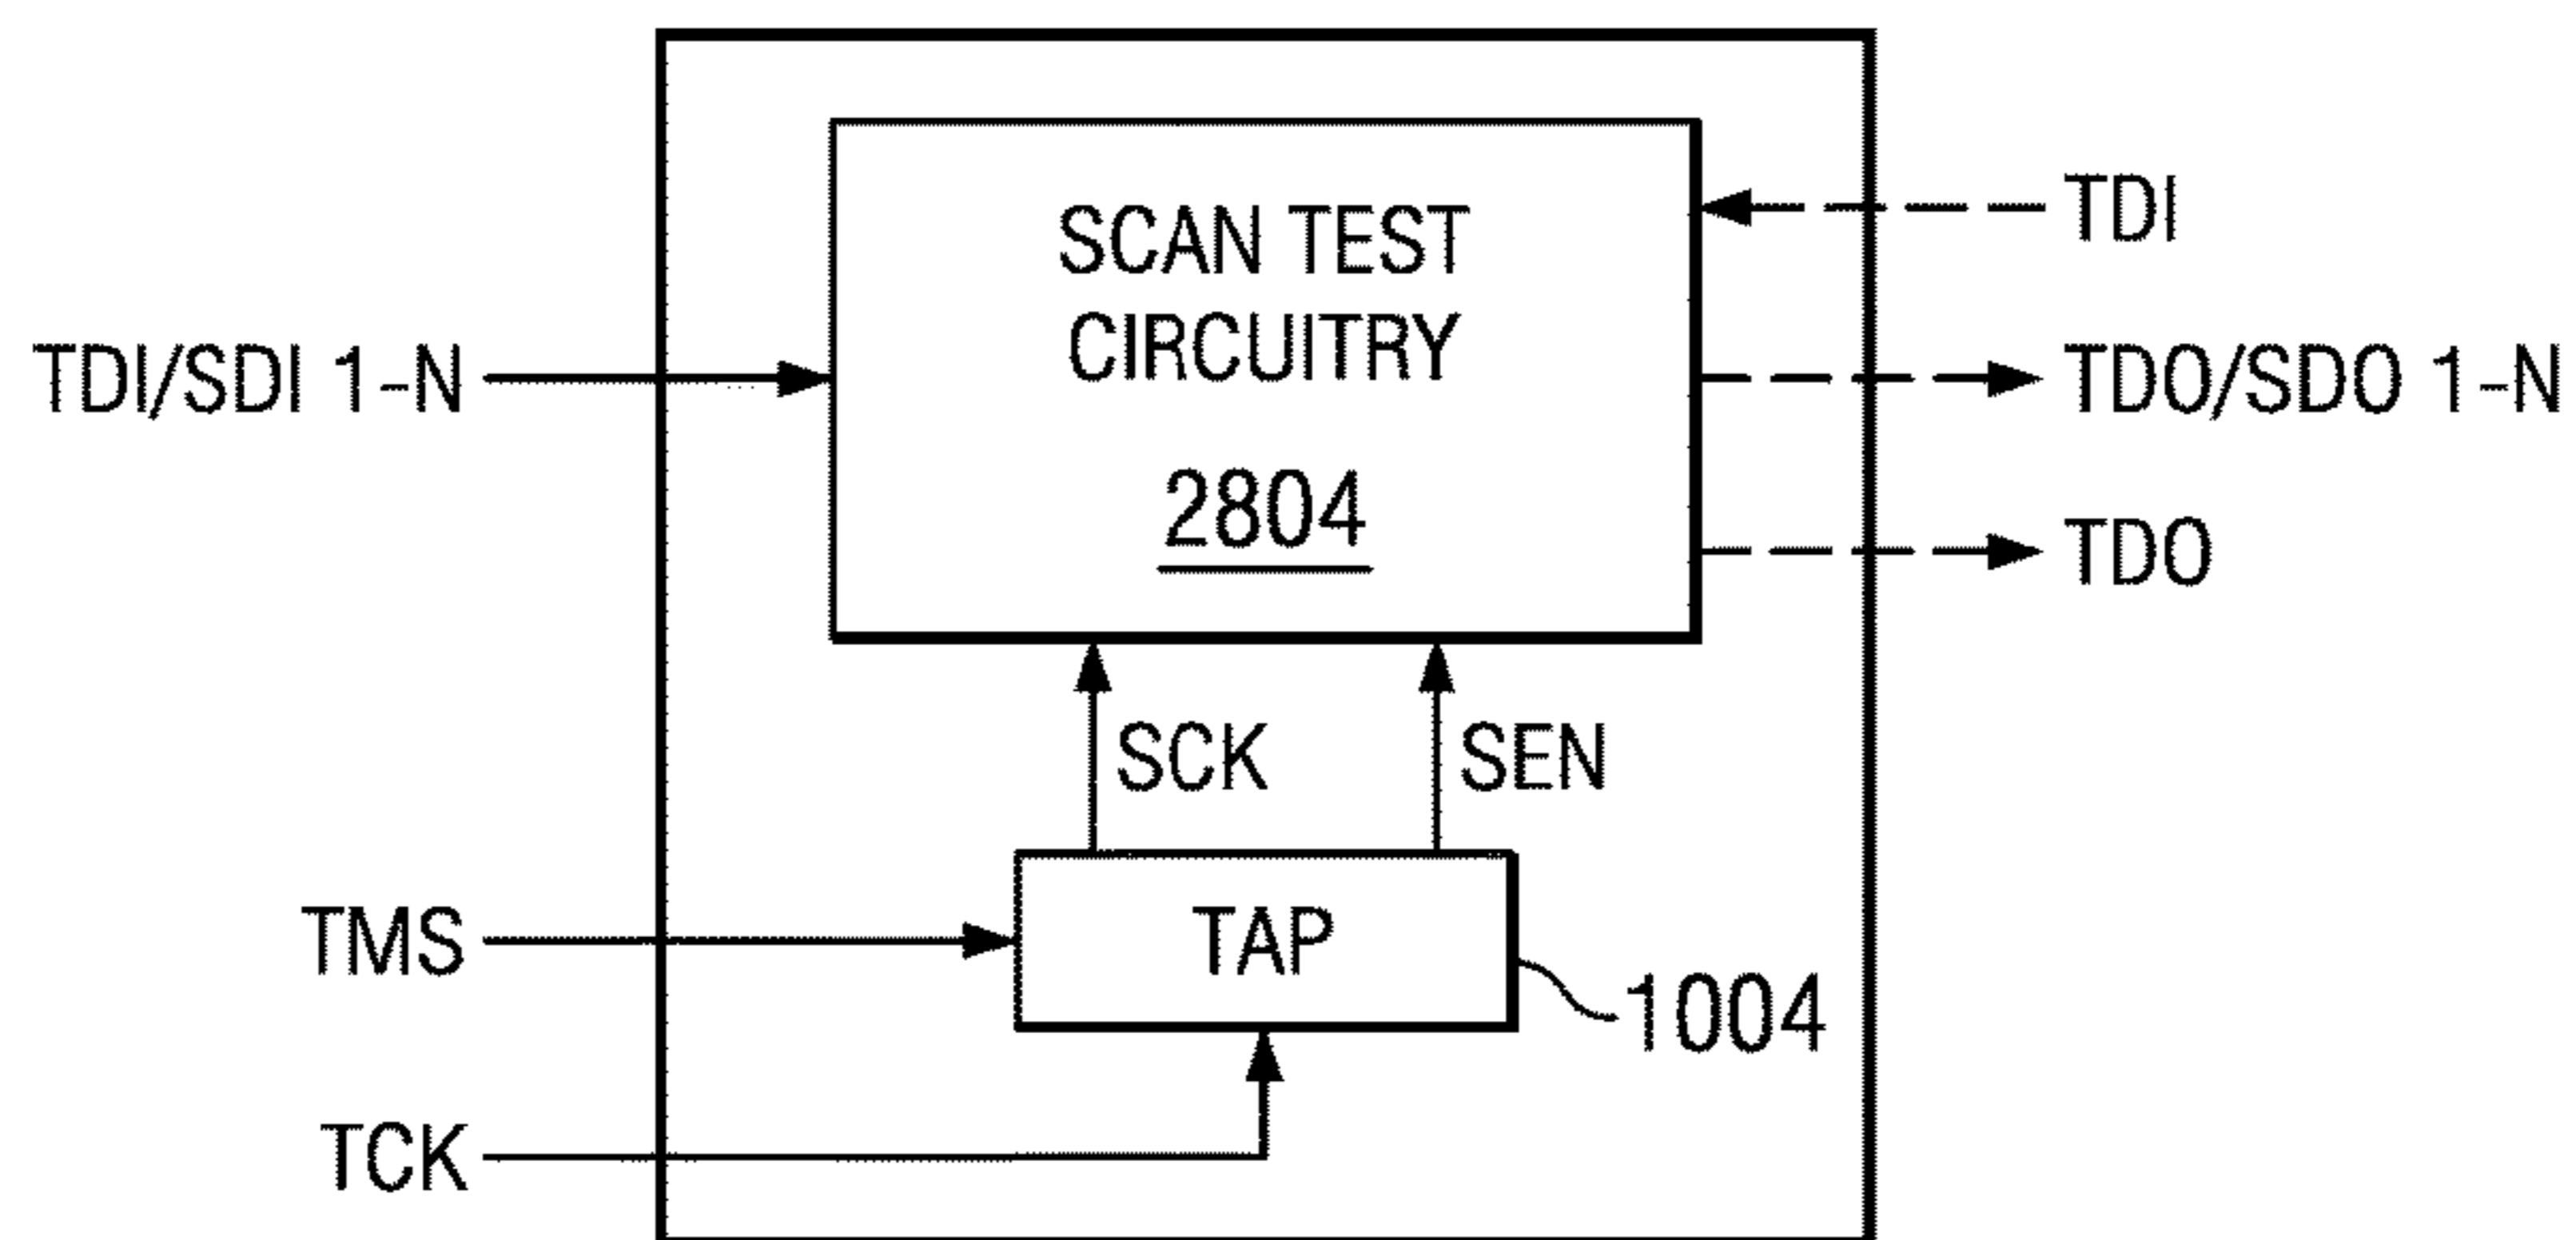 SCAN TEST
CIRCUITRY
2804
TDI
TDI/SDI 1-N
TDO/SDO 1-N
TDO
SCK
SEN
TMS
TAP
1004
TCK